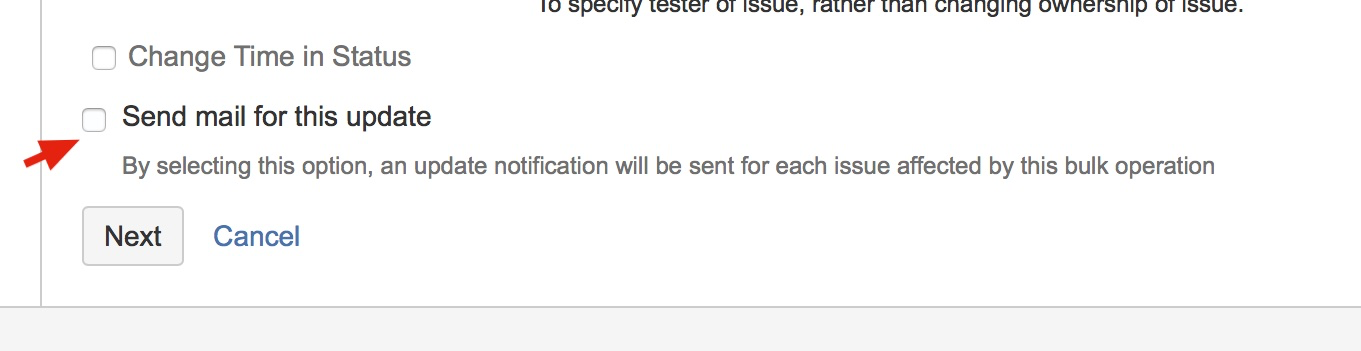 To specify tester of issue, rather than changing ownership of issue.
Change Time in Status
Send mail for this update
By selecting this option, an update notification will be sent for each issue affected by this bulk operation
Next Cancel